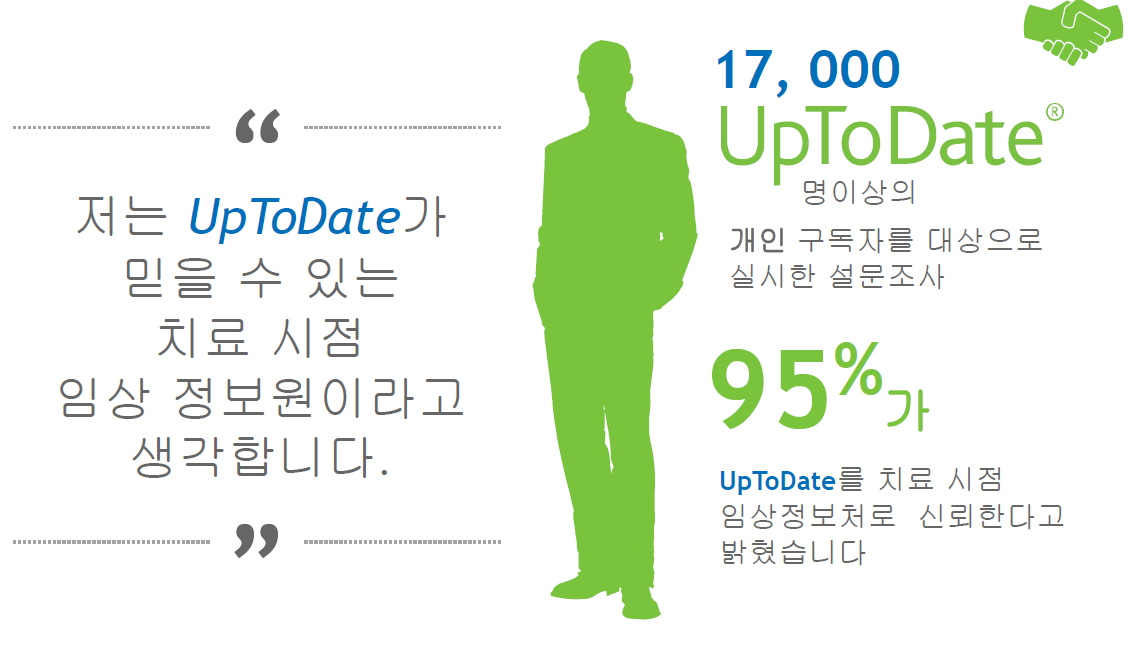 “
저는 UpToDate가
믿을 수 있는
치료 시점
임상 정보원이라고
생각합니다.
”
17, 000
UpToDate®
명이상의
개인 구독자를 대상으로
실시한 설문조사
95%가
UpToDate를 치료 시점
임상정보처로 신뢰한다고
밝혔습니다